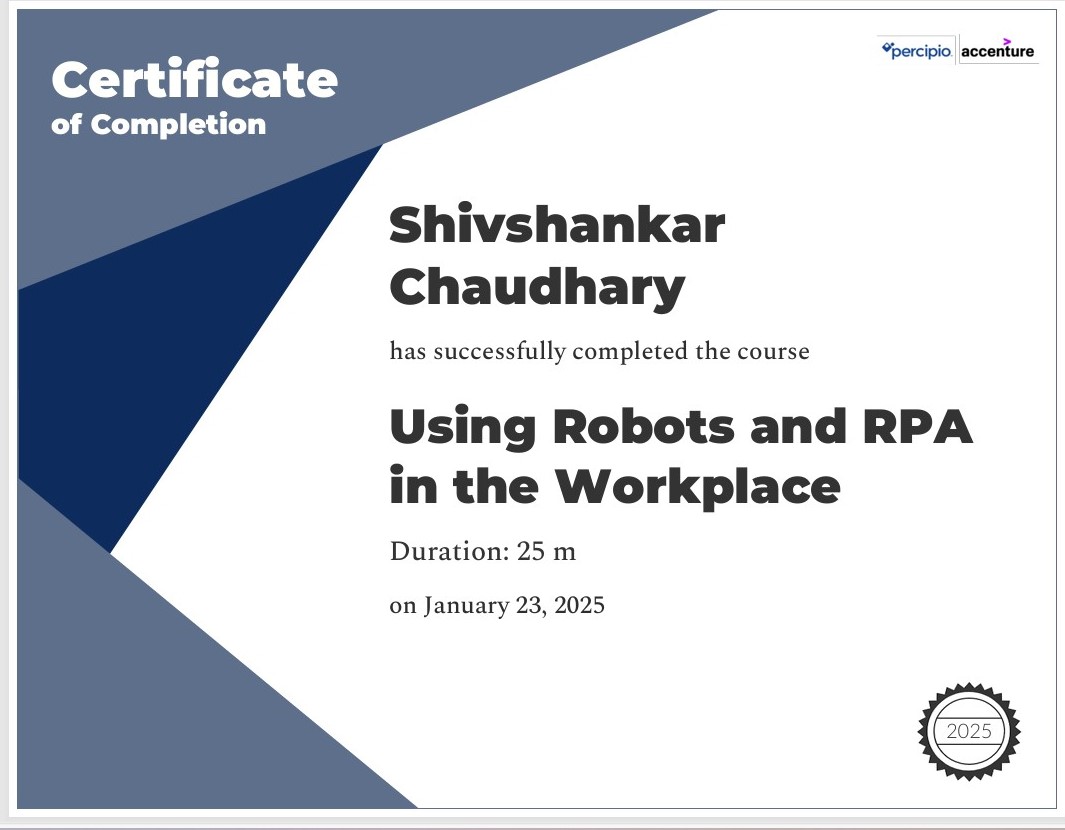 Certificate
of Completion
percipio. accenture
Shivshankar
Chaudhary
has successfully completed the course
Using Robots and RPA
in the Workplace
Duration: 25 m
on January 23, 2025
2025